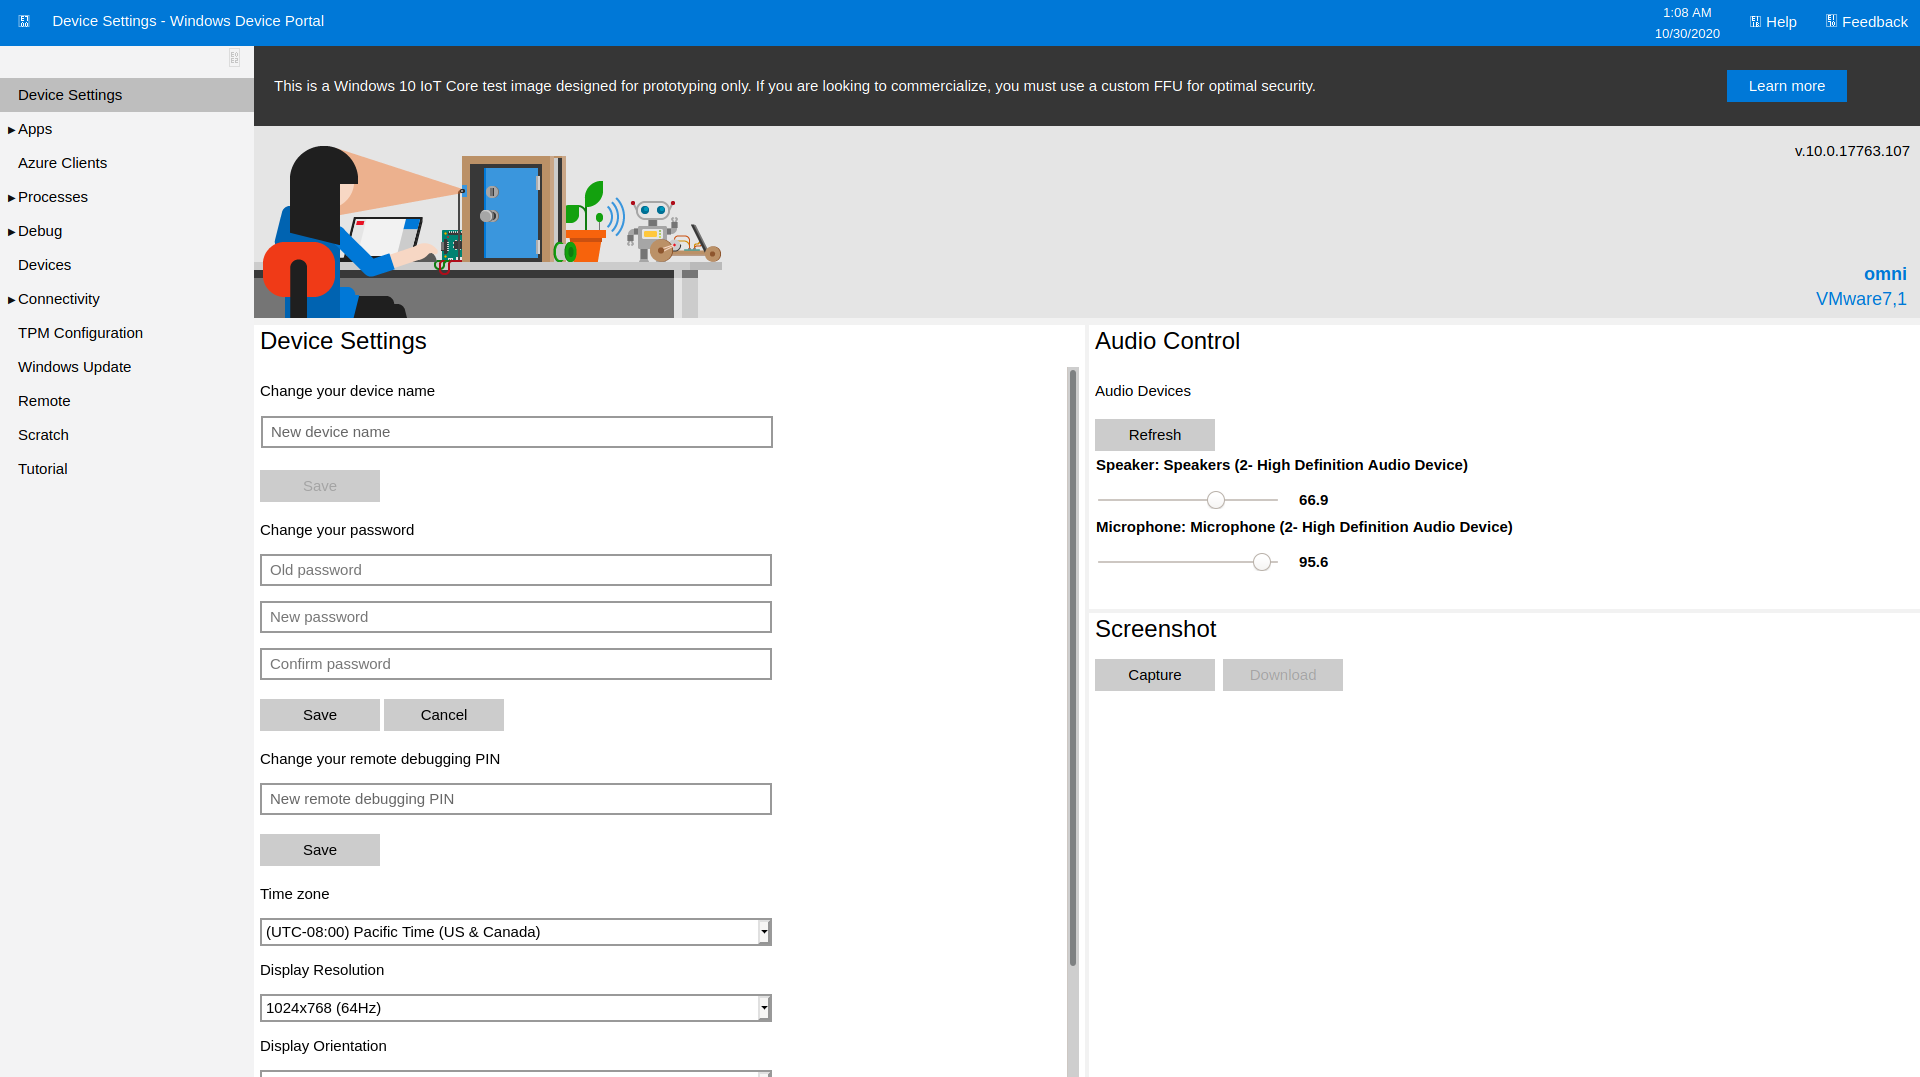 Device Settings - Windows Device Portal
1:08 AM
10/30/2020
Help
Feedback
Device Settings
Apps
Azure Clients
Processes
Debug
Devices
Connectivity
TPM Configuration
Windows Update
Remote
Scratch
Tutorial
This is a Windows 10 IoT Core test image designed for prototyping only. If you are looking to commercialize, you must use a custom FFU for optimal security.
Learn more
v.10.0.17763.107
omni
VMware7,1
Device Settings
Change your device name
New device name
Save
Change your password
Old password
New password
Confirm password
Save Cancel
Change your remote debugging PIN
New remote debugging PIN
Save
Time zone
(UTC-08:00) Pacific Time (US & Canada)
Display Resolution
1024x768 (64Hz)
Display Orientation
Audio Control
Audio Devices
Refresh
Speaker: Speakers (2- High Definition Audio Device)
66.9
Microphone: Microphone (2- High Definition Audio Device)
95.6
Screenshot
Capture Download